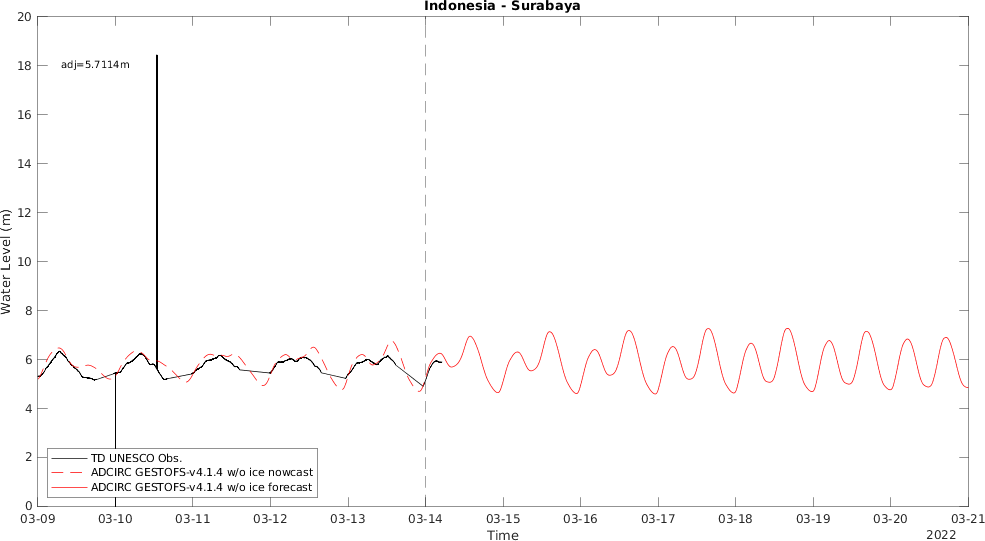 Indonesia - Surabaya
20
18
16
14
12
10
8
6
4
2
0
Water Level (m)
adj=5.7114m
TD UNESCO Obs.
ADCIRC GESTOFS-v4.1.4 w/o ice nowcast
ADCIRC GESTOFS-v4.1.4 w/o ice forecast
03-09 03-10 03-11 03-12 03-13 03-14 03-15 03-16 03-17 03-18 03-19 03-20 03-21
Time
2022